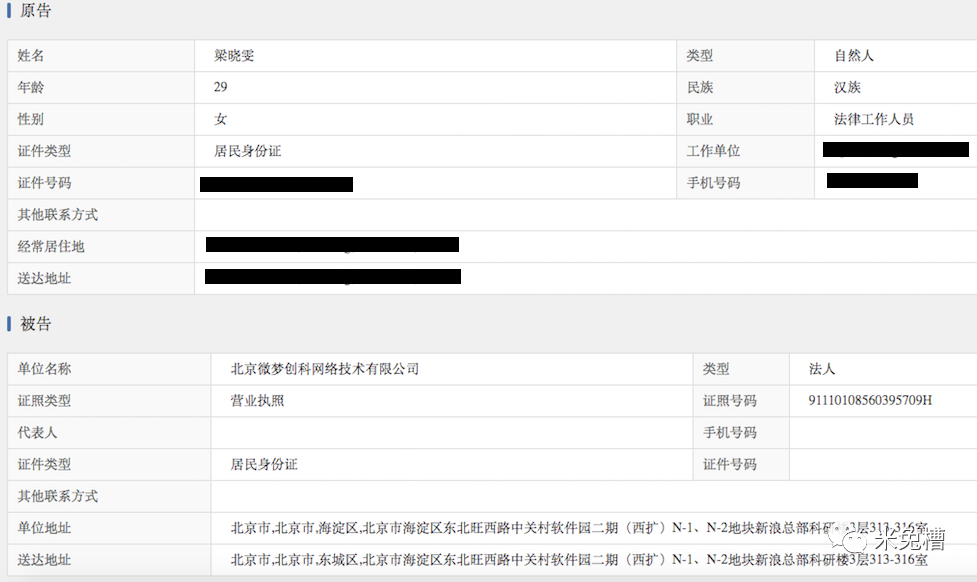 原告
姓名 梁晓雯 类型 自然人
年龄 29 民族 汉族
性别 女 职业 法律工作人员
证件类型 居民身份证 工作单位
证件号码 手机号码
其他联系方式
经常居住地
送达地址
被告
单位名称 北京微梦创科网络技术有限公司 类型 法人
证照类型 营业执照 证照号码 91110108560395709H
代表人 手机号码
证件类型 居民身份证 证件号码
其他联系方式
单位地址 北京市,北京市,海淀区,北京市海淀区东北旺西路中关村软件园二期（西扩）N-1、N-2地块新浪总部科研楼3层313-316室
送达地址 北京市,北京市,东城区,北京市海淀区东北旺西路中关村软件园二期（西扩）N-1、N-2地块新浪总部科研楼3层313-316室
米兔槽